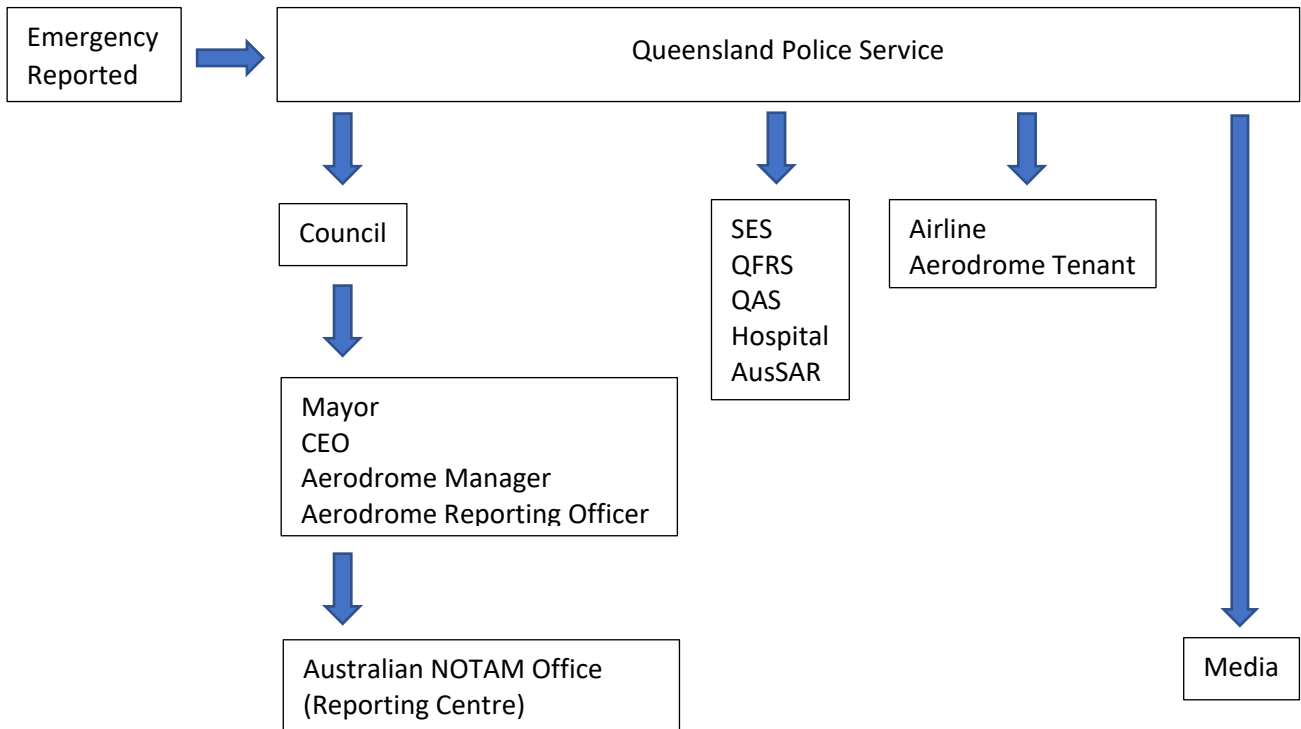 Emergency
Reported
Queensland Police Service
Council
SES
QFRS
QAS
Hospital
AusSAR
Airline
Aerodrome Tenant
Mayor
CEO
Aerodrome Manager
Aerodrome Reporting Officer
Australian NOTAM Office
(Reporting Centre)
Media